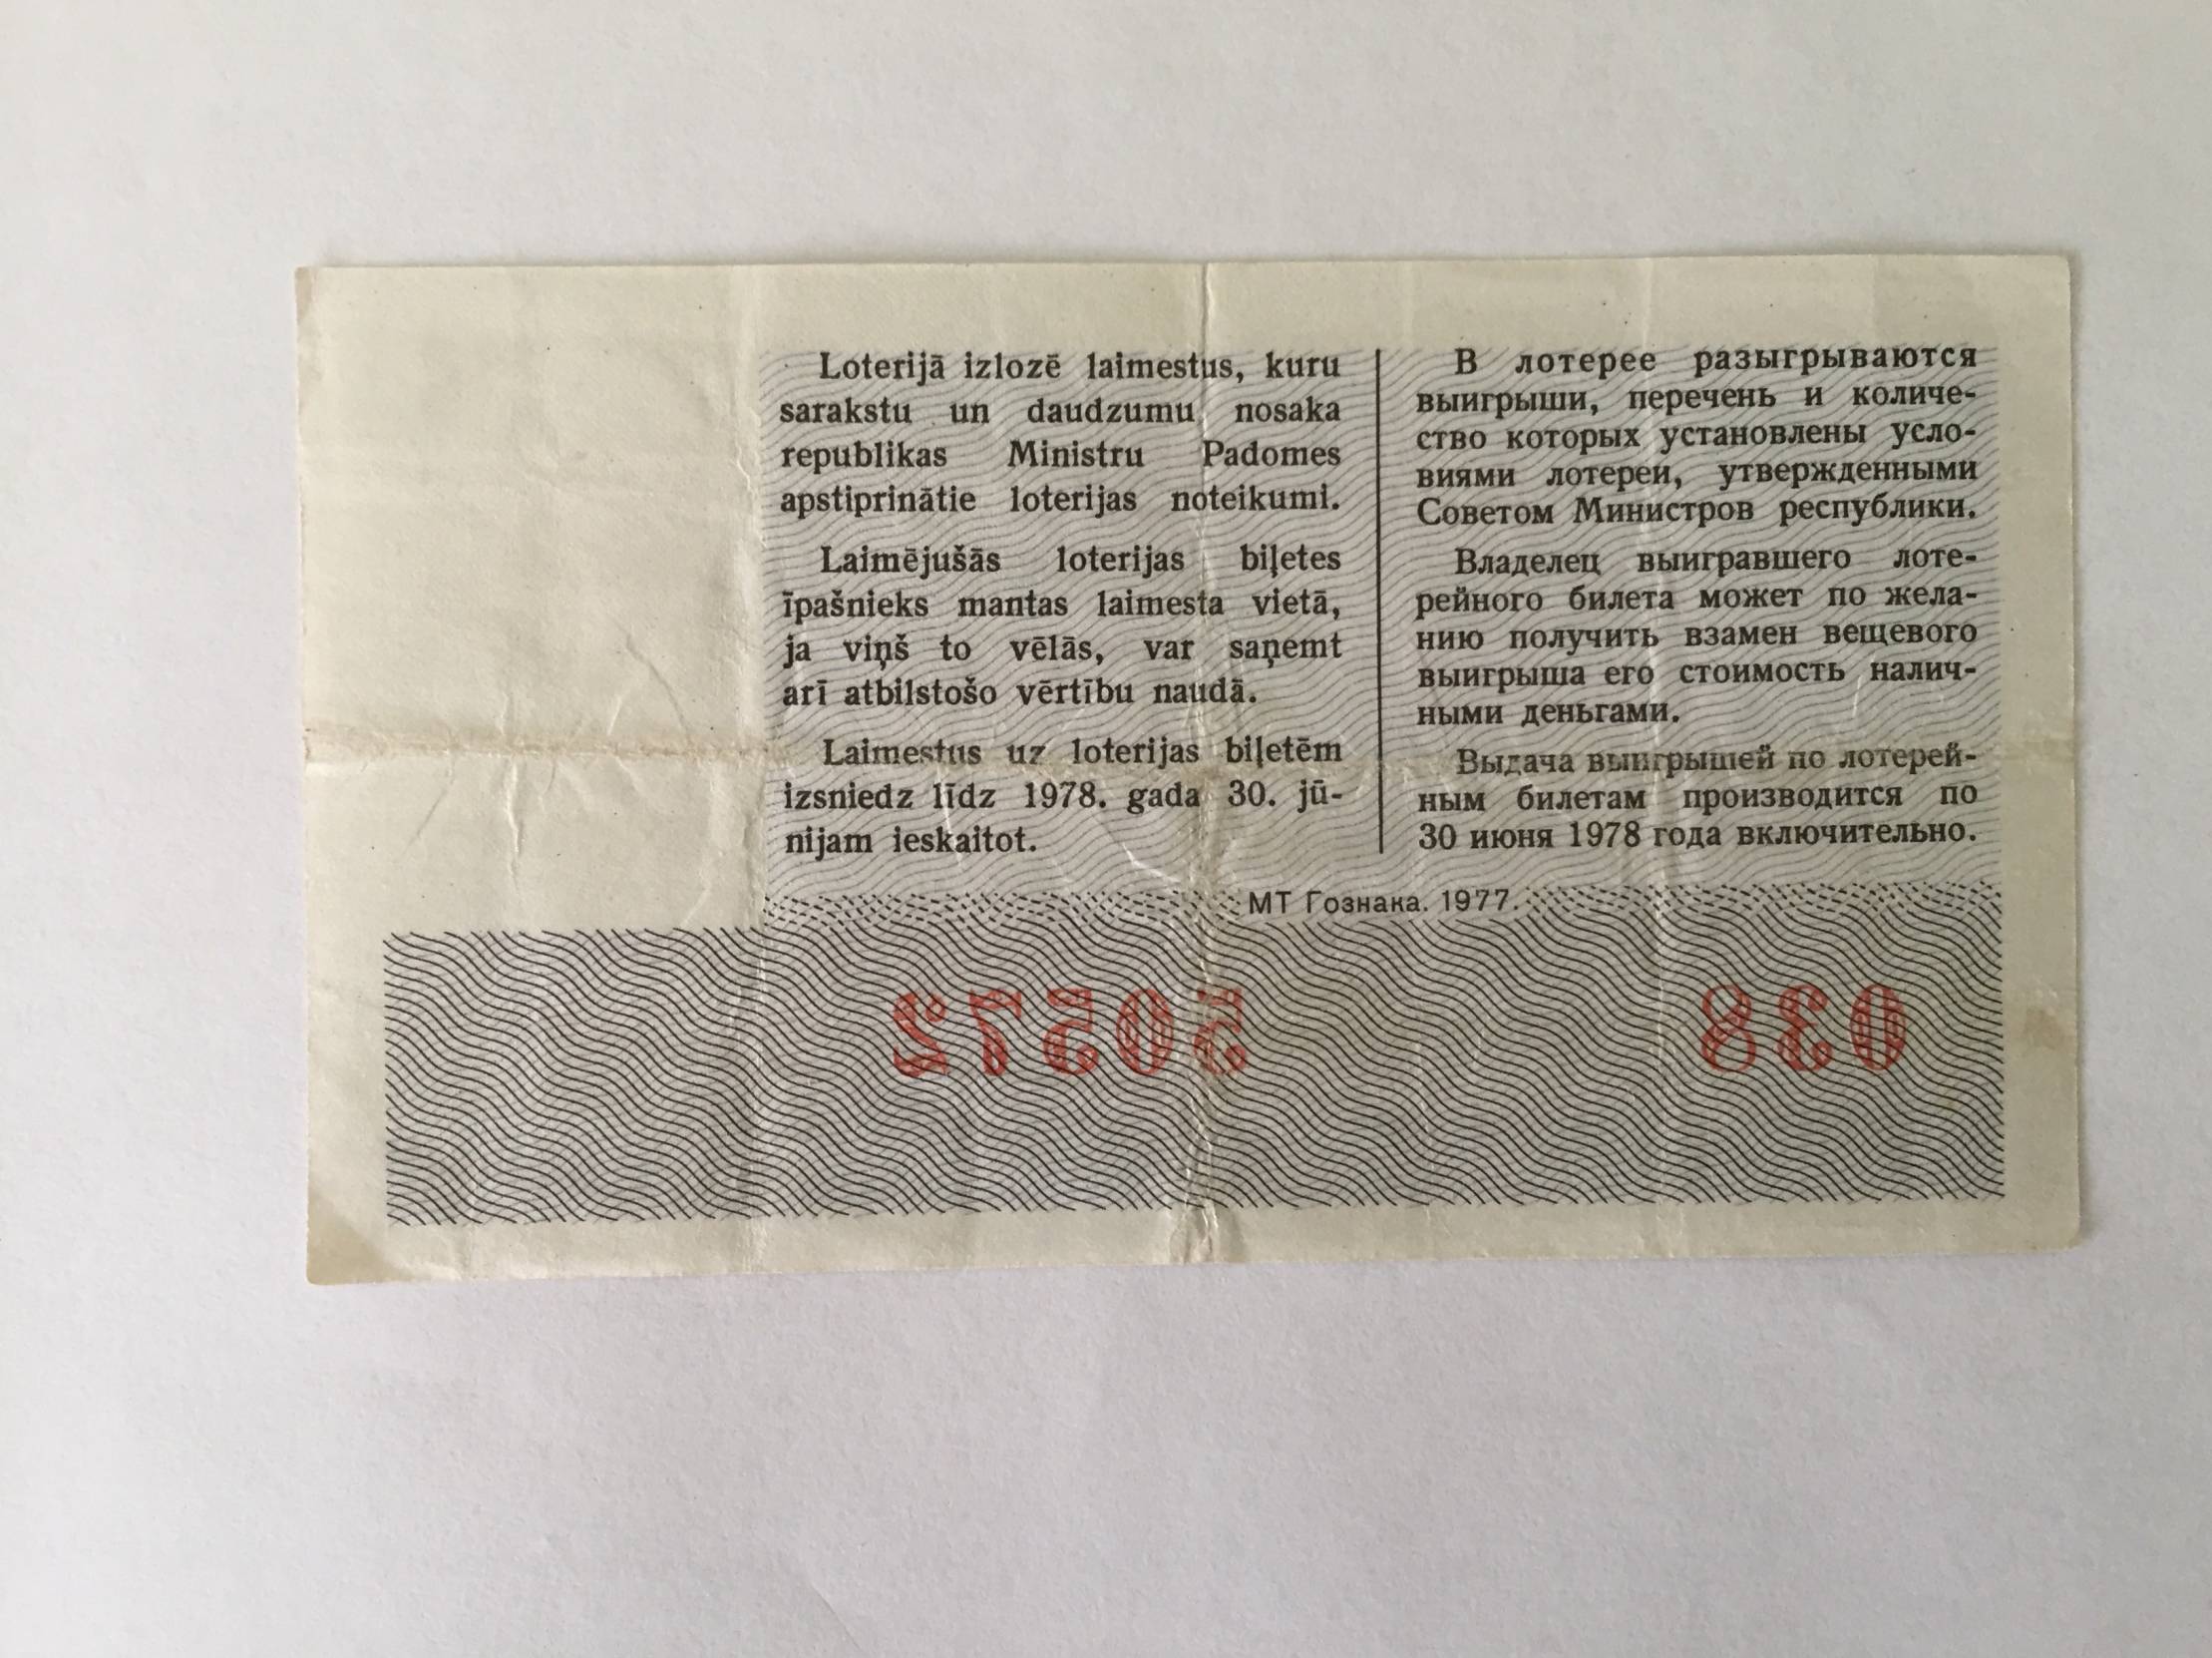 Loterijā izlozē laimestus, kuru
sarakstu un daudzumu nosaka
republikas Ministru Padomes
apstiprinātie loterijas noteikumi.
Laimējušās loterijas biļetes
īpašnieks mantas laimesta vietā,
ja viņš to vēlās, var saņemt
arī atbilstošo vērtību naudā.
Laimestus uz loterijas biļetēm
izsniedz līdz 1978. gada 30. jū-
nijam ieskaitot.
В лотерее разыгрываются
выигрыши, перечень и количе-
ство которых установлены усло-
виями лотереи, утвержденными
Советом Министров республики.
Владелец выигравшего лоте-
рейного билета может по жела-
нию получить взамен вещевого
выигрыша его стоимость налич-
ными деньгами.
Выдача выигрышей по лотерей-
ным билетам производится по
30 июня 1978 года включительно.
МТ Гознака. 1977.
038 50572